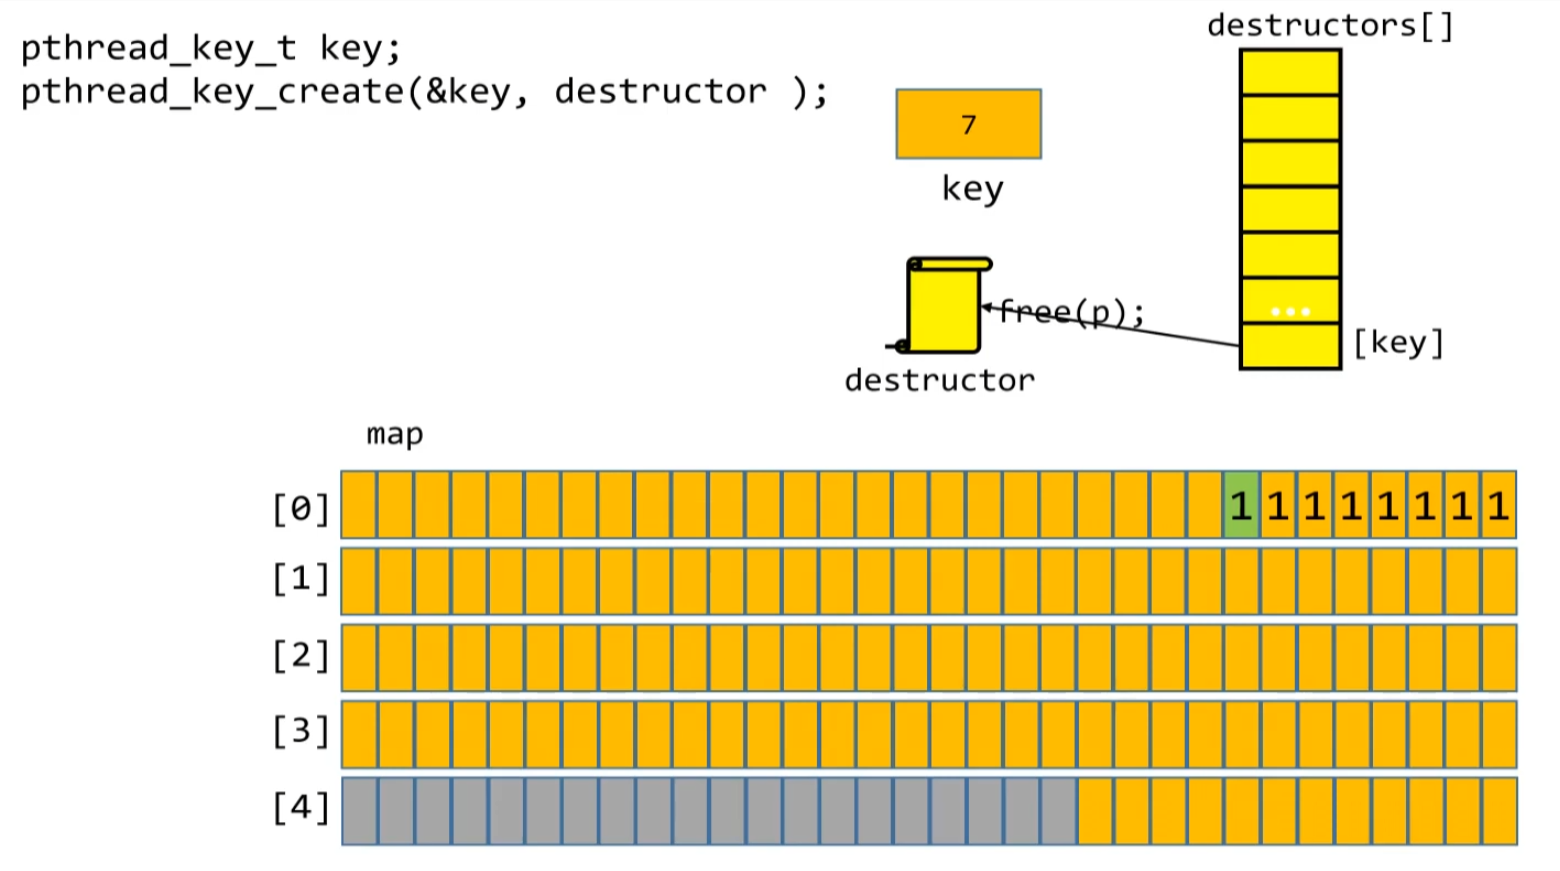 pthread_key_t key;
pthread_key_create(&key, destructor );
destructors[]
7
key
free(p);
...
[key]
destructor
map
[0] 1 1 1 1 1 1 1 1
[1]
[2]
[3]
[4]